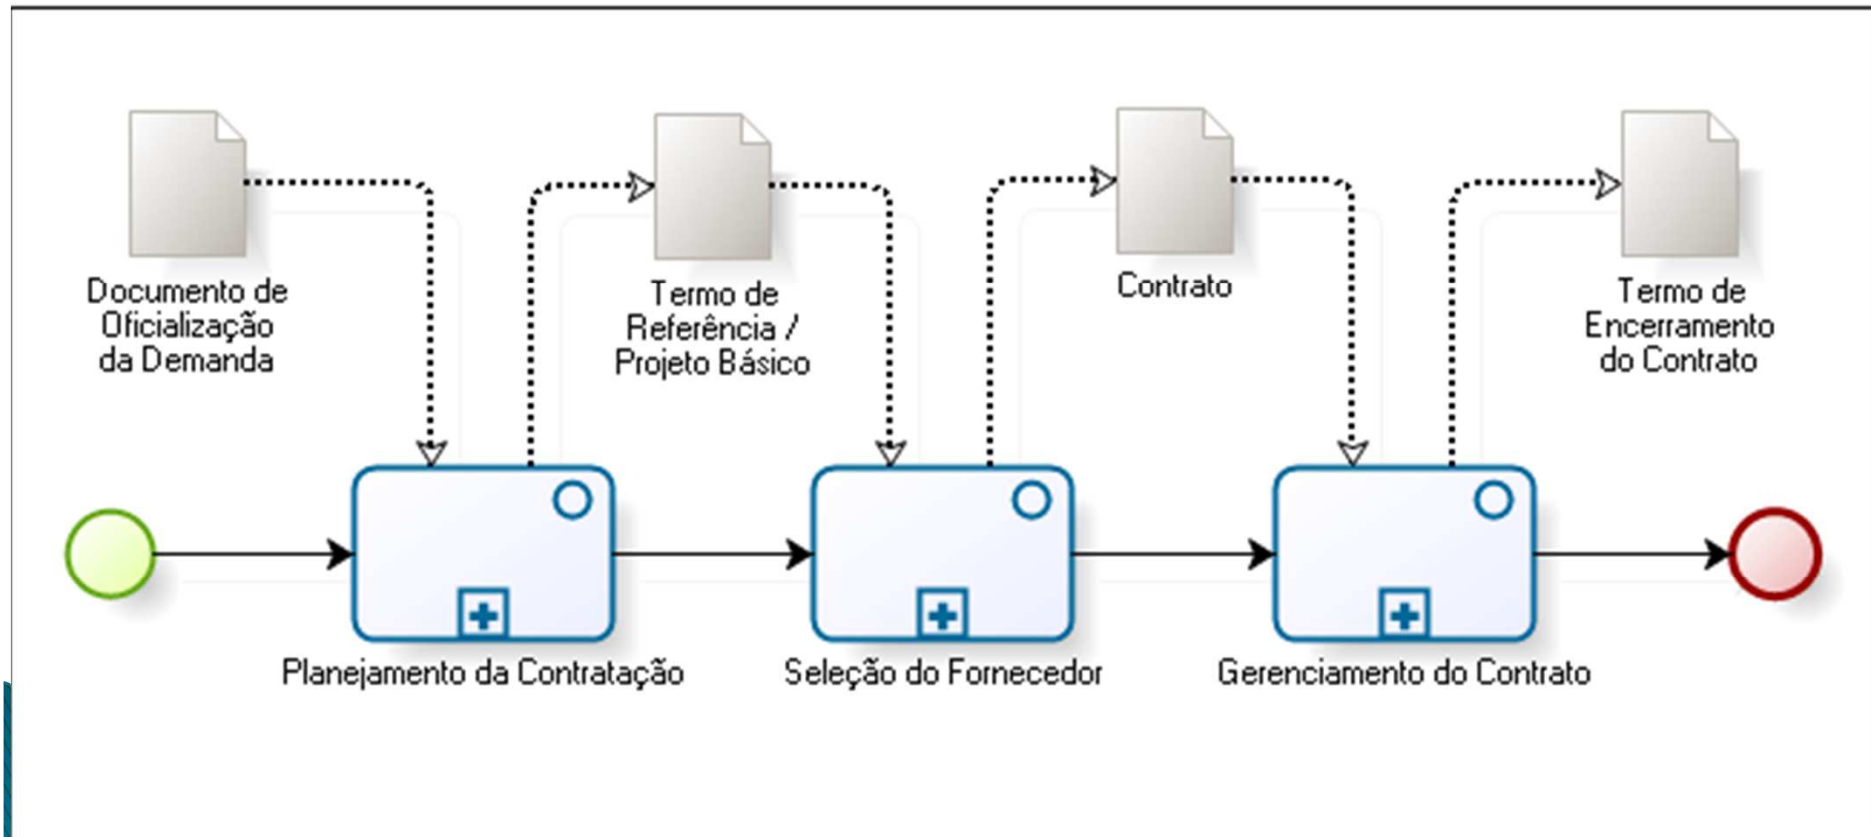 Documento de
Oficialização
da Demanda
Termo de
Referência /
Projeto Básico
Contrato
Termo de
Encerramento
do Contrato
Planejamento da Contratação
Seleção do Fornecedor
Gerenciamento do Contrato